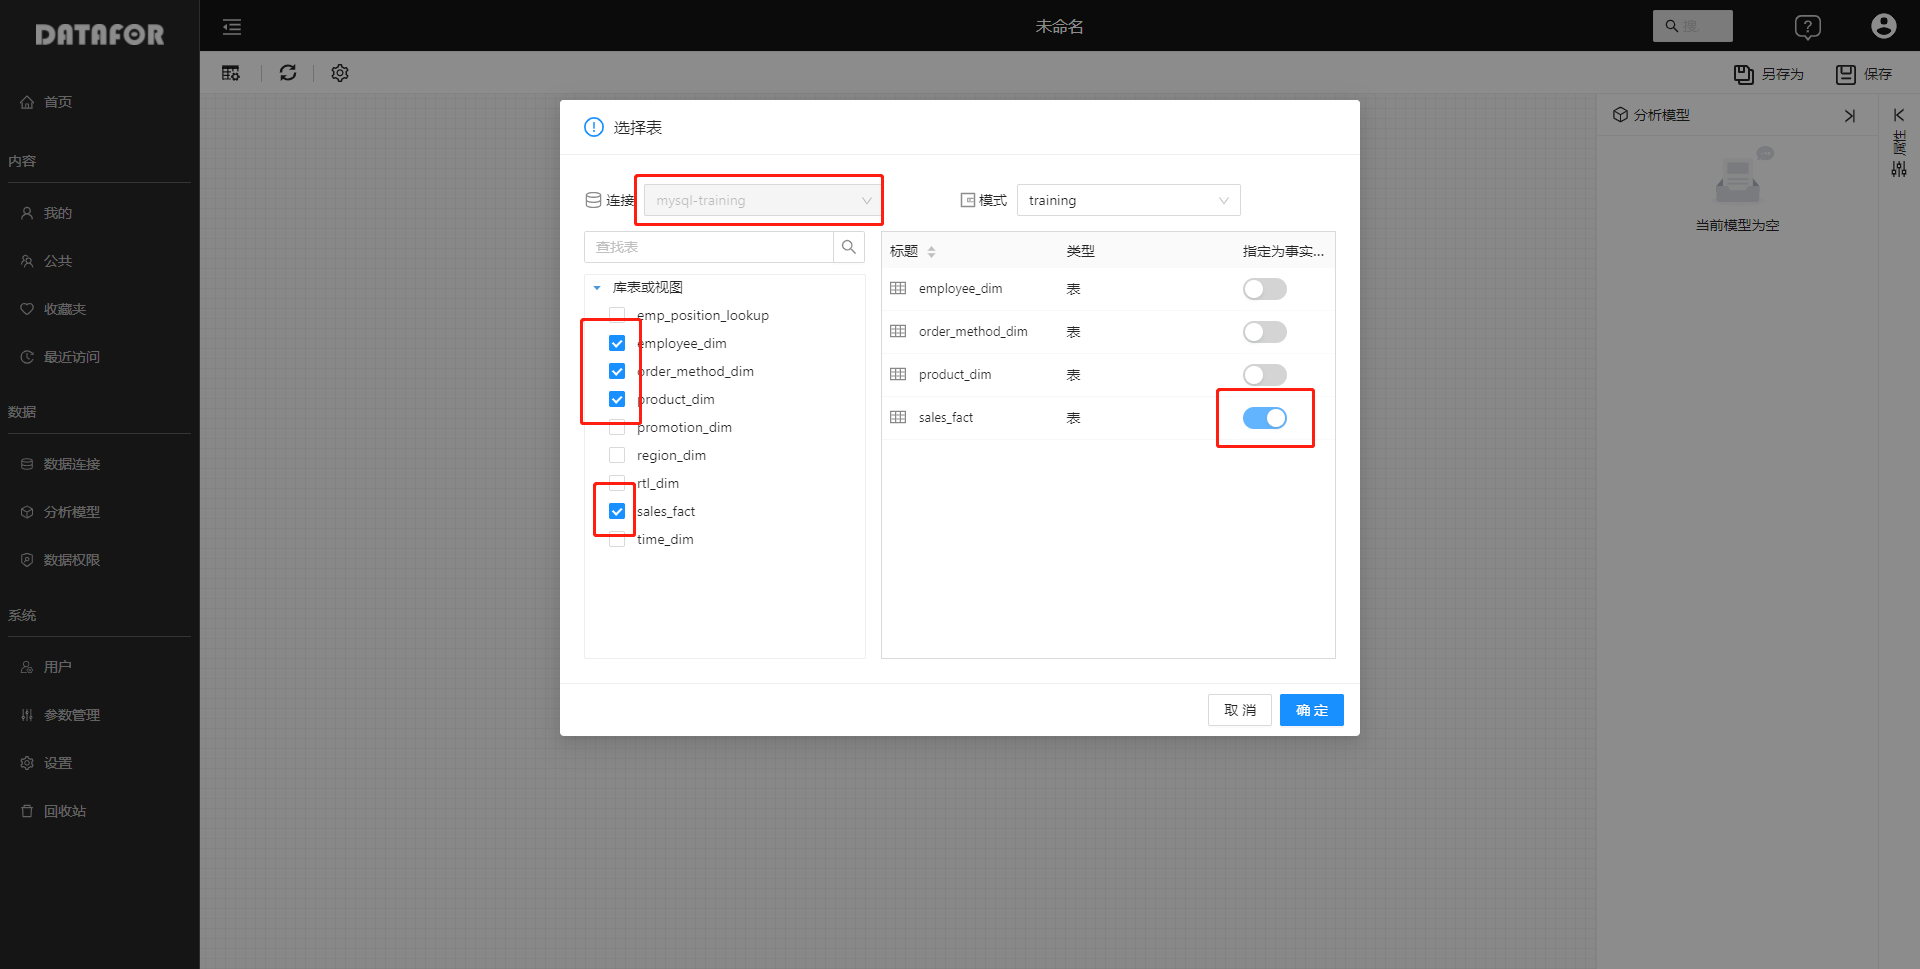 DATAFOR
未命名
搜
首页
内容
我的
公共
收藏夹
最近访问
数据
数据连接
分析模型
数据权限
系统
用户
参数管理
设置
回收站
另存为
保存
分析模型
当前模型为空
属性
选择表
连接
mysql-training
模式
training
查找表
库表或视图
emp_position_lookup
employee_dim
order_method_dim
product_dim
promotion_dim
region_dim
rtl_dim
sales_fact
time_dim
标题 类型 指定为事实...
employee_dim 表
order_method_dim 表
product_dim 表
sales_fact 表
取 消
确 定